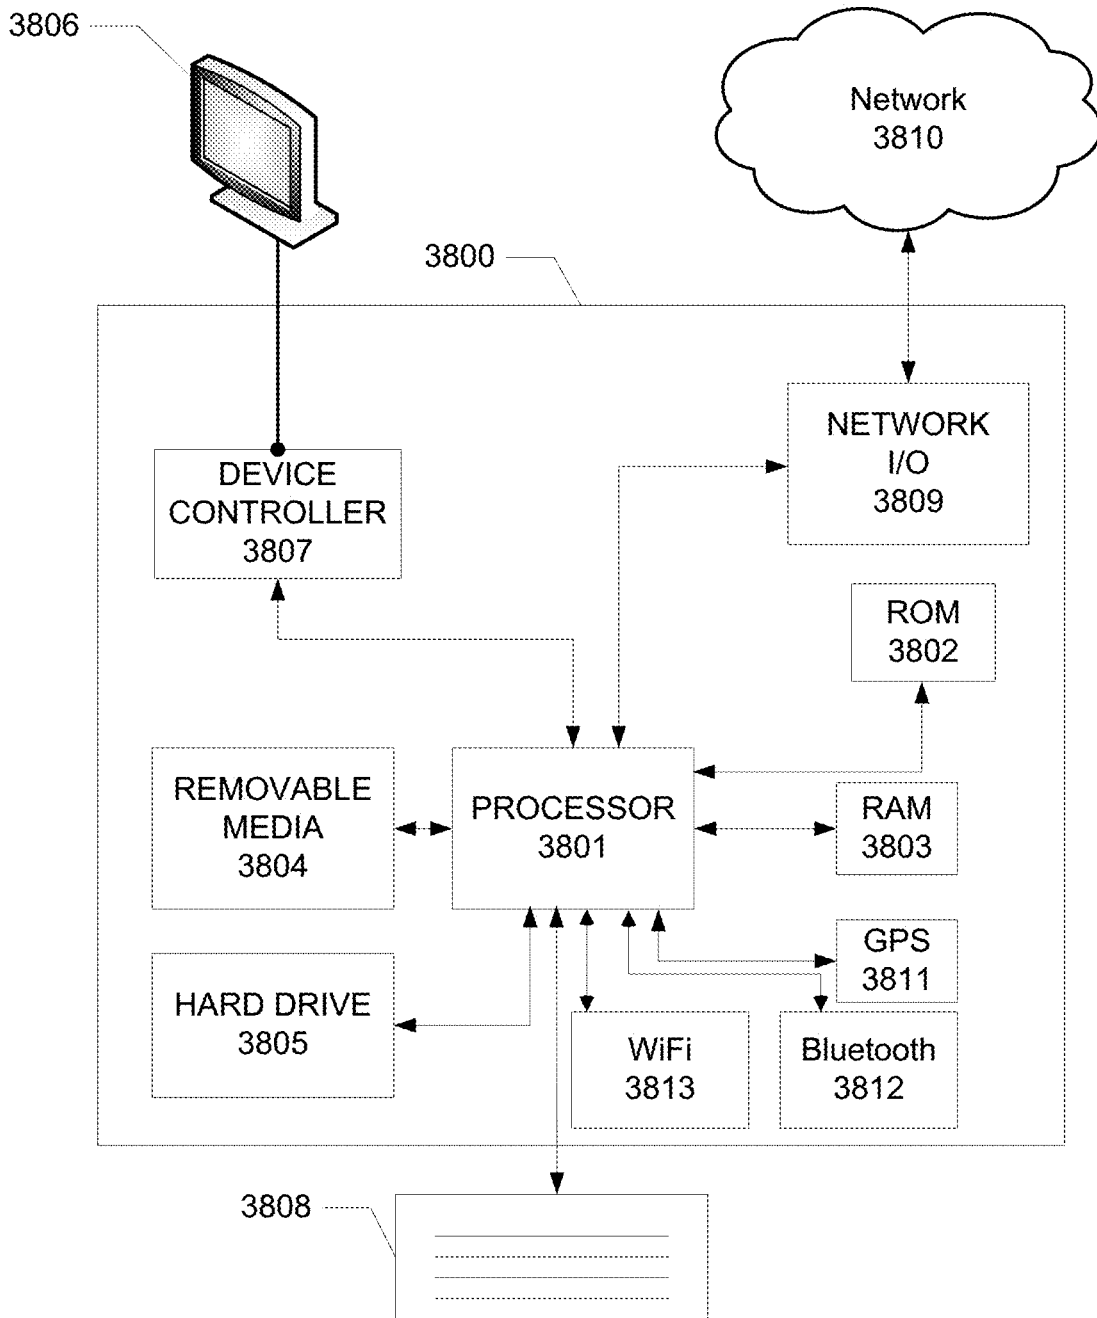 3806
Network
3810
3800
NETWORK
I/O
3809
DEVICE
CONTROLLER
3807
ROM
3802
REMOVABLE
MEDIA
3804
PROCESSOR
3801
RAM
3803
GPS
3811
HARD DRIVE
3805
WiFi
3813
Bluetooth
3812
3808